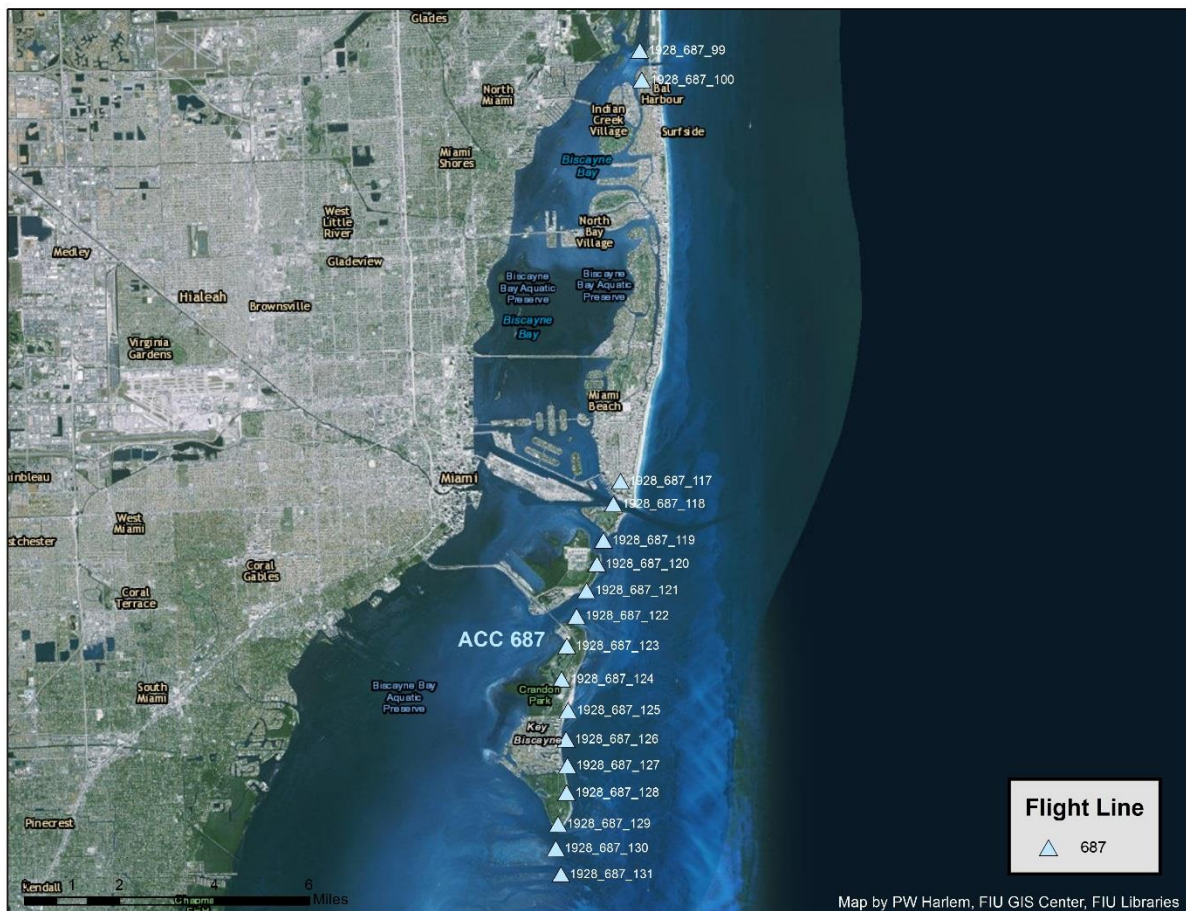 Glades
1928_687_99
1928_687_100
North
Miami
Bal
Harbour
Indian
Creek
Village
Surfside
Miami
Shores
Biscayne
Bay
West
Little
River
North
Bay
Village
Medley
Gladeview
Biscayne
Bay Aquatic
Preserve
Biscayne
Bay Aquatic
Preserve
Hialeah
Brownsville
Biscayne
Bay
Virginia
Gardens
Miami
Beach
ainbleau
Miami
1928_687_117
1928_687_118
West
Miami
stchester
1928_687_119
1928_687_120
Coral
Gables
Coral
Terrace
1928_687_121
1928_687_122
ACC 687
1928_687_123
1928_687_124
South
Miami
Biscayne Bay
Aquatic
Preserve
Crandon
Park
1928_687_125
Key
Biscayne
1928_687_126
1928_687_127
1928_687_128
Pinecrest
1928_687_129
1928_687_130
1928_687_131
Flight Line
687
Kendall
0 1 2 4 6
Miles
Map by PW Harlem, FIU GIS Center, FIU Libraries